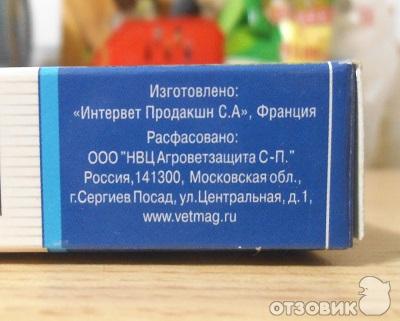 Изготовлено:
«Интервет Продакшн С.А», Франция
Расфасовано:
ООО "НВЦ Агроветзащита С-П."
Россия,141300, Московская обл.,
г.Сергиев Посад, ул.Центральная, д.1,
www.vetmag.ru
ОТЗОВИК